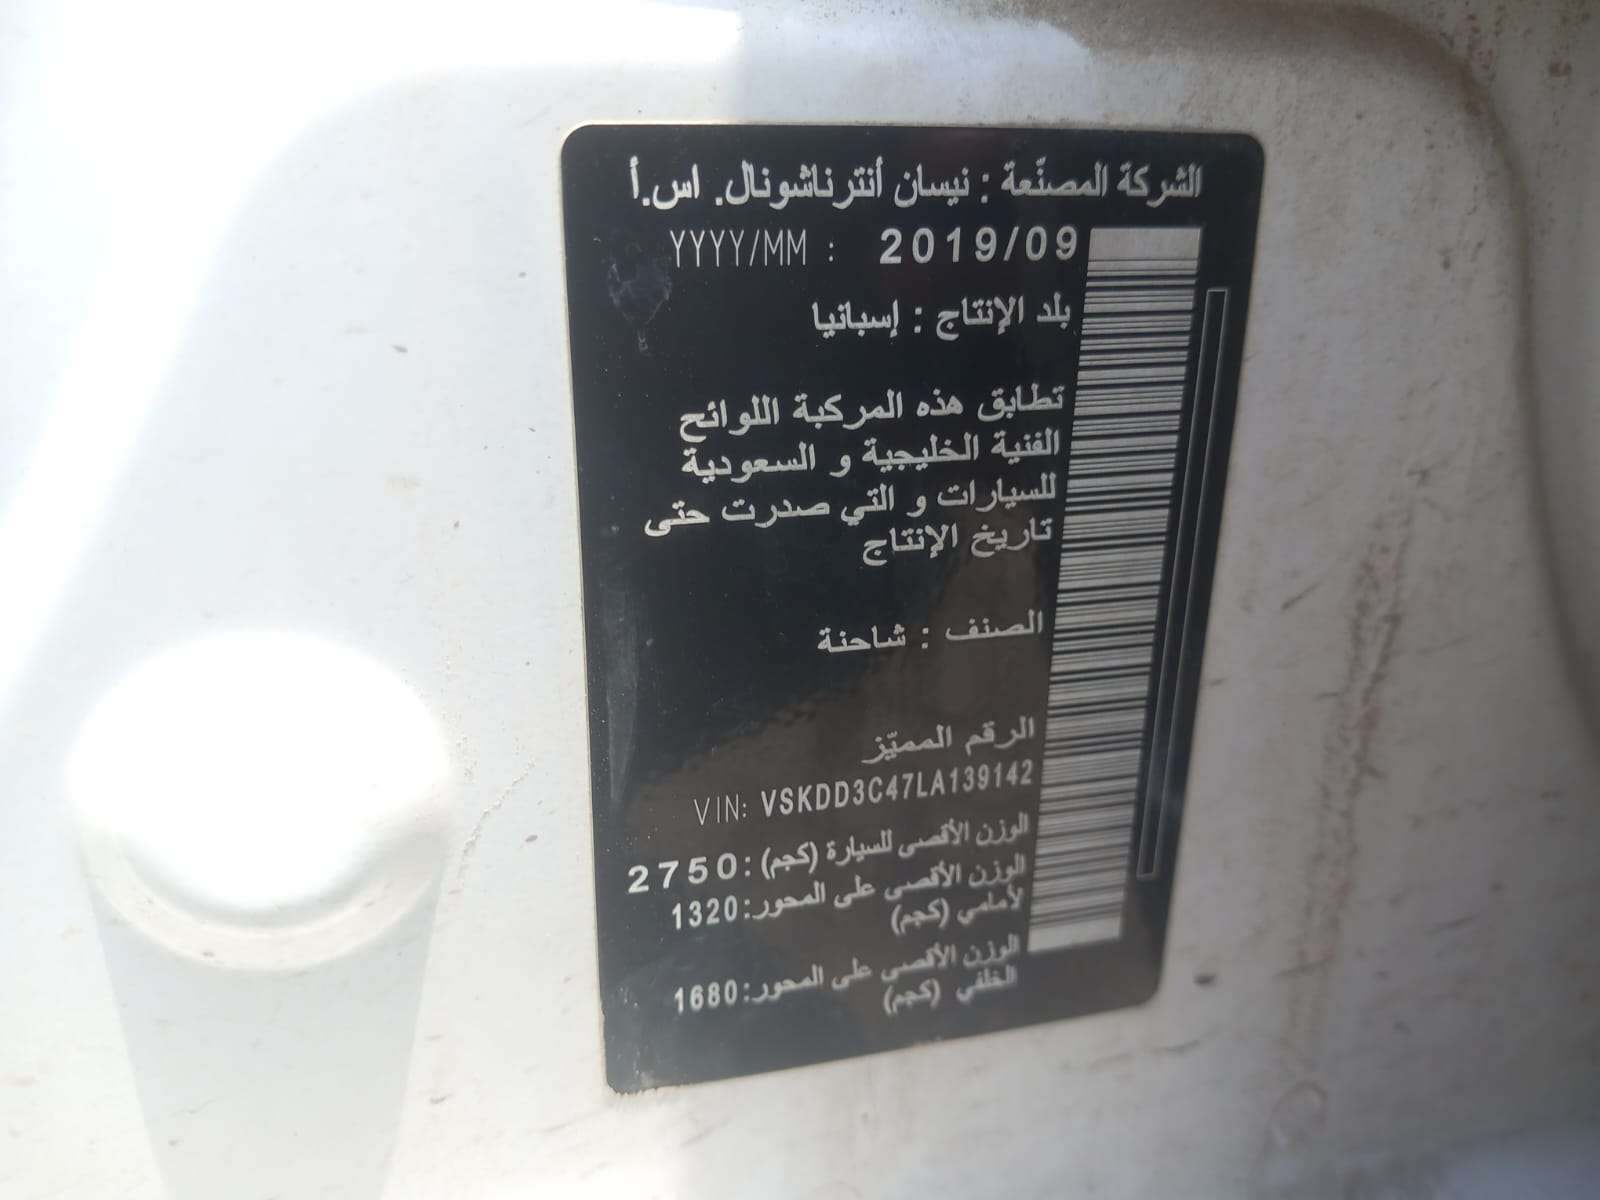 الشركة المصنّعة : نيسان أنترناشونال. اس.أ
YYYY/MM : 2019/09
بلد الإنتاج : إسبانيا
تطابق هذه المركبة اللوائح
الفنية الخليجية و السعودية
للسيارات و التي صدرت حتى
تاريخ الإنتاج
الصنف : شاحنة
الرقم المميّز
VIN: VSKDD3C47LA139142
الوزن الأقصى للسيارة (كجم):2750
الوزن الأقصى على المحور:1320
لأمامي (كجم)
الوزن الأقصى على المحور:1680
الخلفي (كجم)